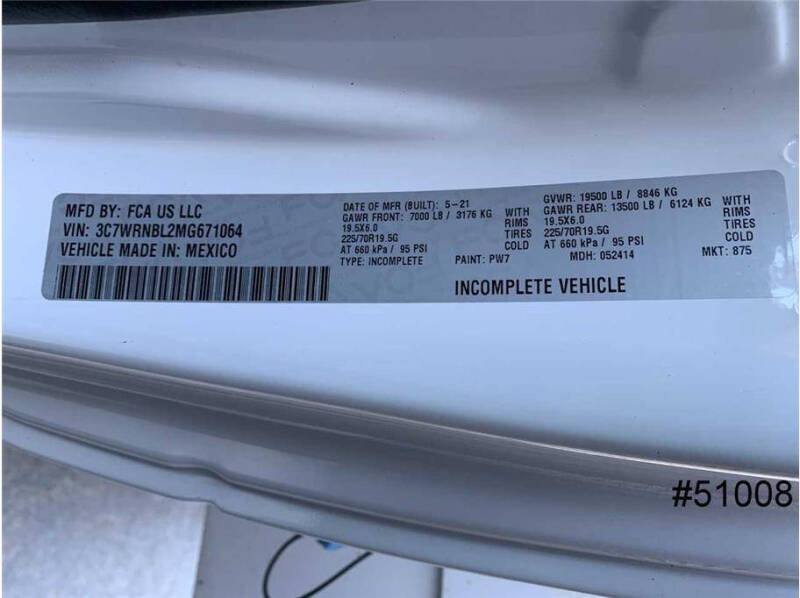 MFD BY: FCA US LLC
VIN: 3C7WRNBL2MG671064
VEHICLE MADE IN: MEXICO
DATE OF MFR (BUILT): 5-21
GAWR FRONT: 7000 LB / 3176 KG WITH
19.5X6.0 RIMS
225/70R19.5G TIRES
AT 660 kPa / 95 PSI COLD
TYPE: INCOMPLETE
GVWR: 19500 LB / 8846 KG
GAWR REAR: 13500 LB / 6124 KG WITH
19.5X6.0 RIMS
225/70R19.5G TIRES
AT 660 kPa / 95 PSI COLD
PAINT: PW7 MDH: 052414 MKT: 875
INCOMPLETE VEHICLE
#51008